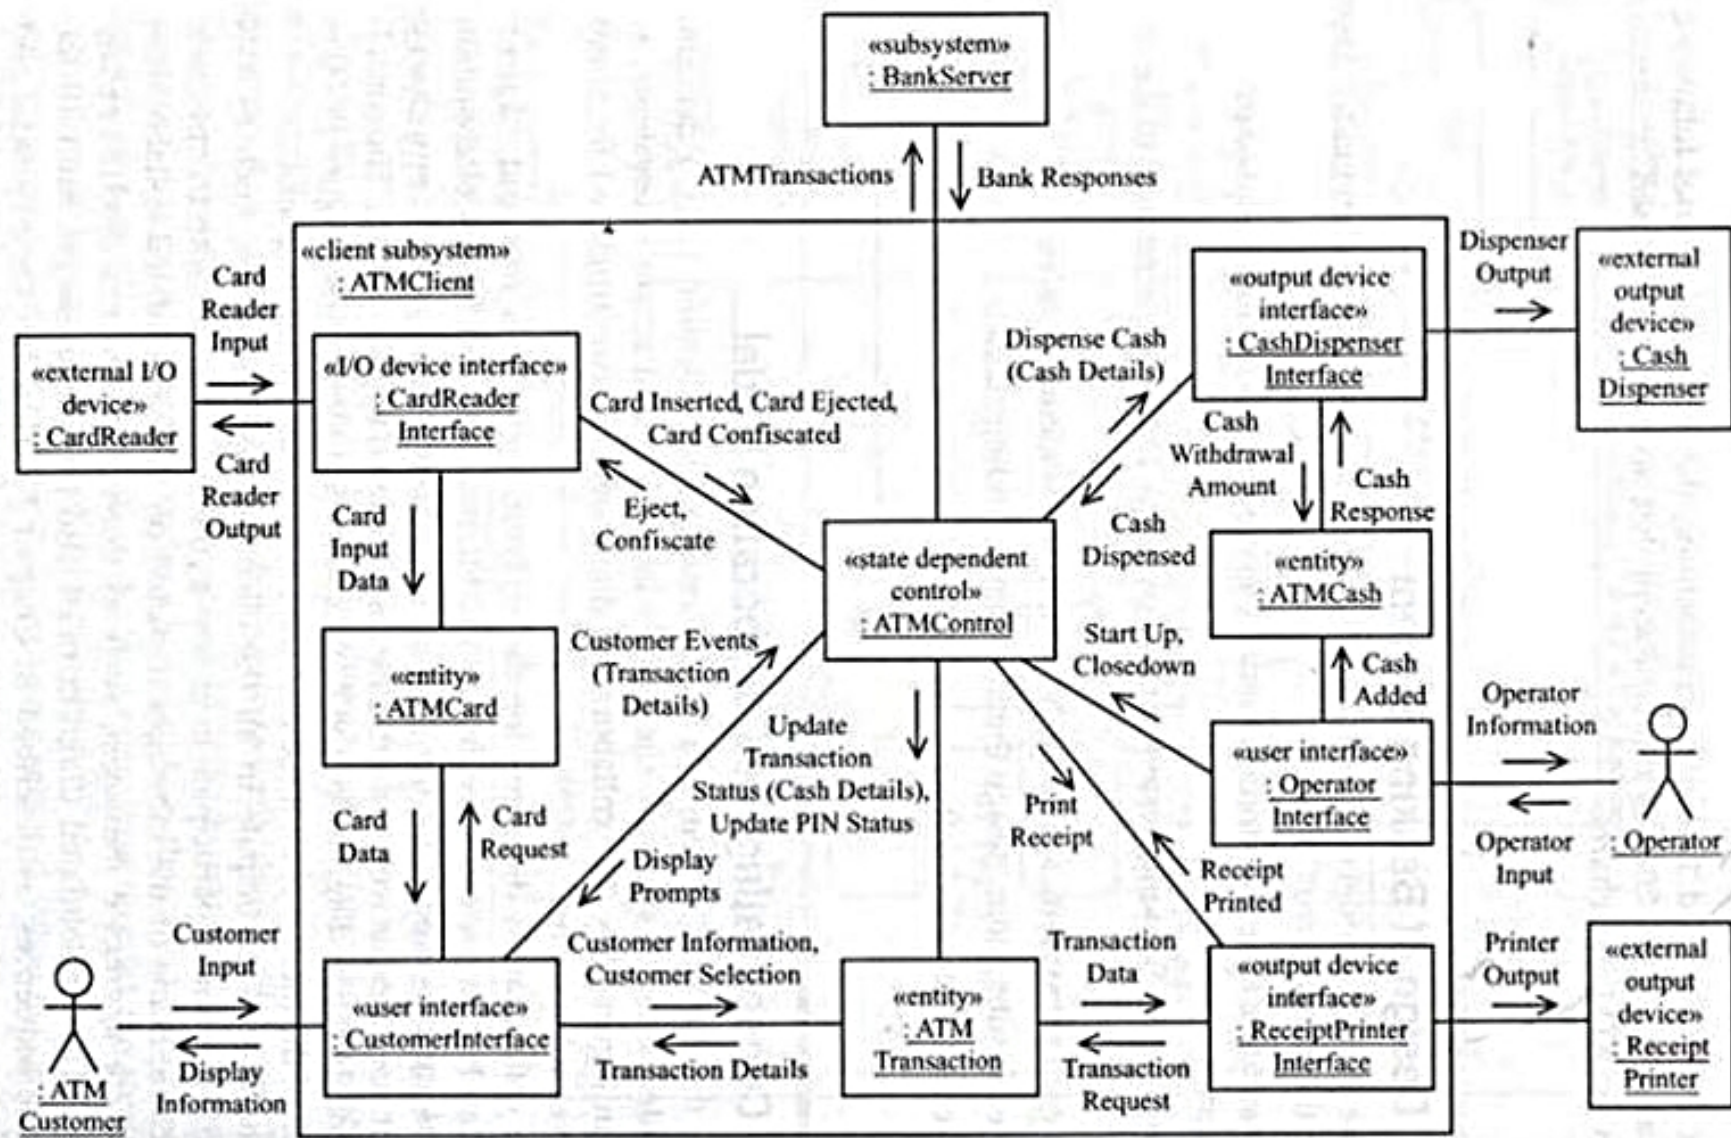 «subsystem»
: BankServer
ATMTransactions
Bank Responses
«client subsystem»
: ATMClient
Card
Reader
Input
«external I/O
device»
: CardReader
Card
Reader
Output
«I/O device interface»
: CardReader
Interface
Card Inserted, Card Ejected,
Card Confiscated
Eject,
Confiscate
Dispense Cash
(Cash Details)
Cash
Dispensed
«output device
interface»
: CashDispenser
Interface
Dispenser
Output
«external
output
device»
: Cash
Dispenser
Cash
Withdrawal
Amount
Cash
Response
Card
Input
Data
«state dependent
control»
: ATMControl
«entity»
: ATMCash
«entity»
: ATMCard
Customer Events
(Transaction
Details)
Start Up,
Closedown
Cash
Added
Update
Transaction
Status (Cash Details),
Update PIN Status
Print
Receipt
«user interface»
: Operator
Interface
Operator
Information
Operator
Input
: Operator
Card
Data
Card
Request
Display
Prompts
Receipt
Printed
Customer
Input
Display
Information
: ATM
Customer
«user interface»
: CustomerInterface
Customer Information,
Customer Selection
Transaction Details
«entity»
: ATM
Transaction
Transaction
Data
Transaction
Request
«output device
interface»
: ReceiptPrinter
Interface
Printer
Output
«external
output
device»
: Receipt
Printer